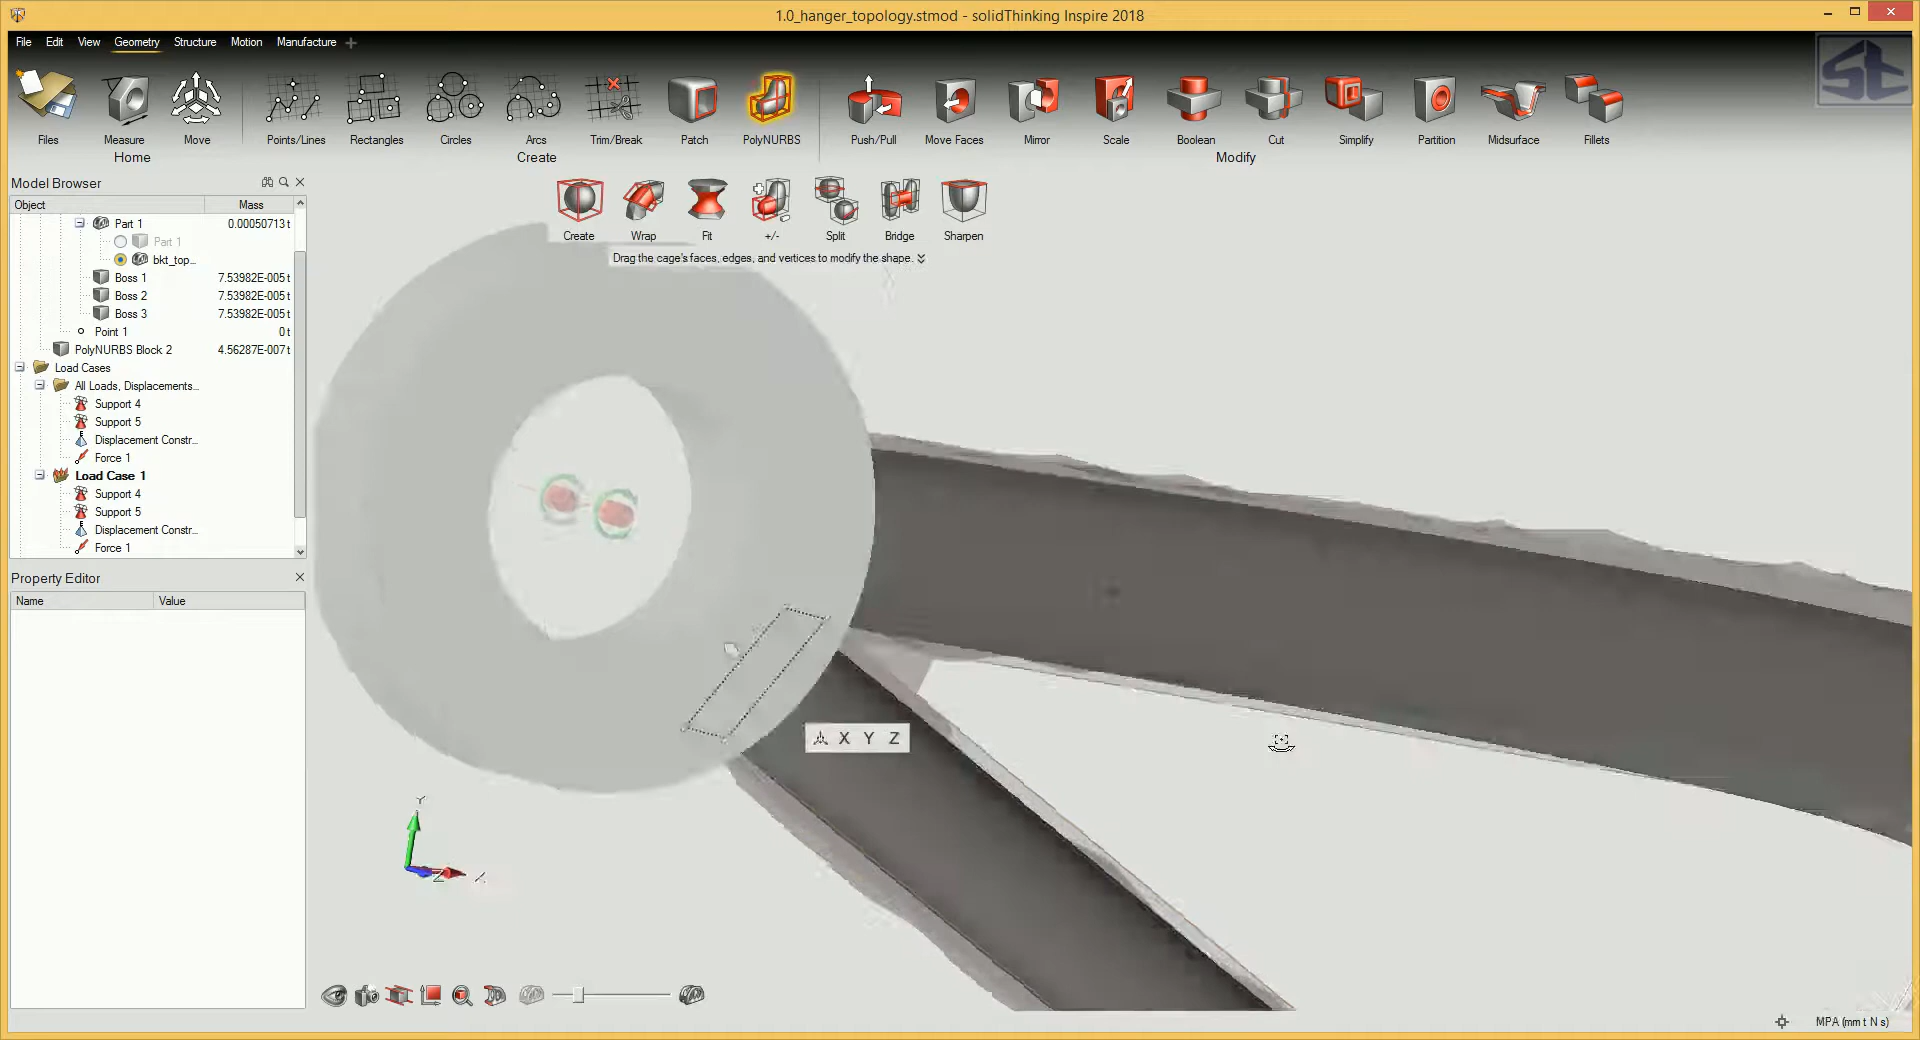 1.0_hanger_topology.stmod - solidThinking Inspire 2018
File Edit View Geometry Structure Motion Manufacture
Files Measure Move Points/Lines Rectangles Circles Arcs Trim/Break Patch PolyNURBS Push/Pull Move Faces Mirror Scale Boolean Cut Simplify Partition Midsurface Fillets
Home Create Modify
Model Browser
Object Mass
Part 1 0.00050713 t
Part 1
bkt_top...
Boss 1 7.53982E-005 t
Boss 2 7.53982E-005 t
Boss 3 7.53982E-005 t
Point 1 0 t
PolyNURBS Block 2 4.56287E-007 t
Load Cases
All Loads, Displacements...
Support 4
Support 5
Displacement Constr...
Force 1
Load Case 1
Support 4
Support 5
Displacement Constr...
Force 1
Property Editor
Name Value
Create Wrap Fit +/- Split Bridge Sharpen
Drag the cage's faces, edges, and vertices to modify the shape.
X Y Z
Y
Z X
MPA (mm t N s)